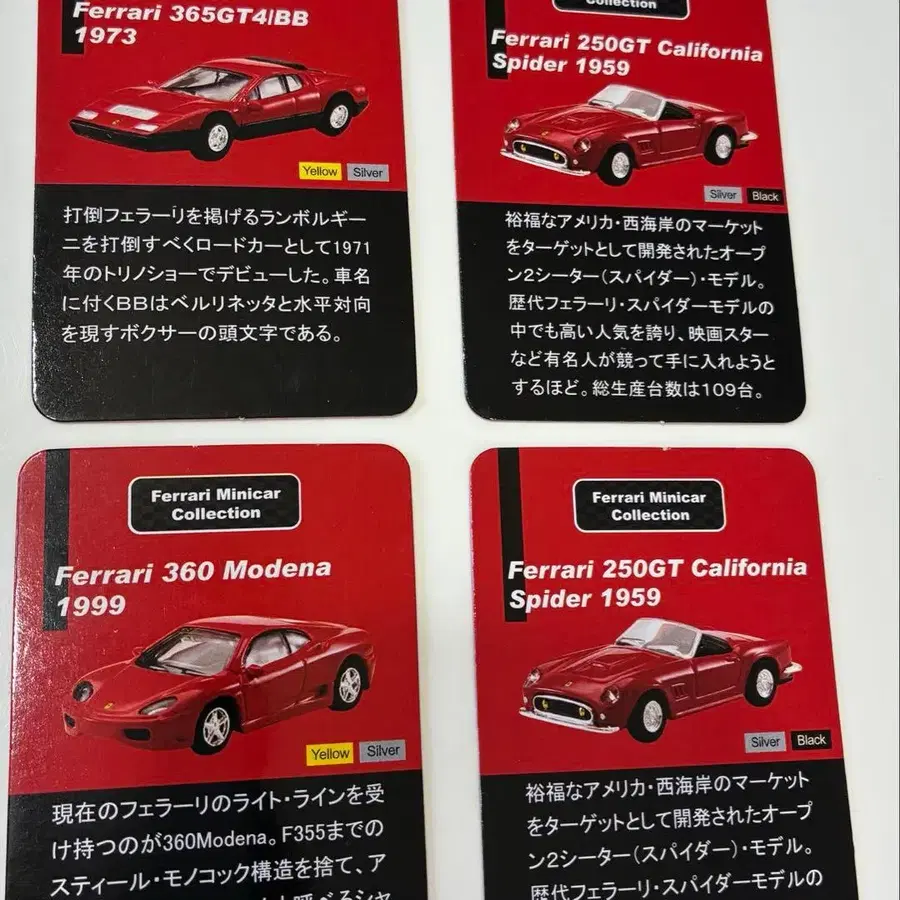 Ferrari 365GT4/BB
1973
Yellow Silver
打倒フェラーリを掲げるランボルギー
ニを打倒すべくロードカーとして1971
年のトリノショーでデビューした。車名
に付くBBはベルリネッタと水平対向
を現すボクサーの頭文字である。
Collection
Ferrari 250GT California
Spider 1959
Silver Black
裕福なアメリカ・西海岸のマーケット
をターゲットとして開発されたオープ
ン2シーター(スパイダー)・モデル。
歴代フェラーリ・スパイダーモデルの
中でも高い人気を誇り、映画スター
など有名人が競って手に入れようと
するほど。総生産台数は109台。
Ferrari Minicar
Collection
Ferrari 360 Modena
1999
Yellow Silver
現在のフェラーリのライト・ラインを受
け持つのが360Modena。F355までの
スティール・モノコック構造を捨て、ア
Ferrari Minicar
Collection
Ferrari 250GT California
Spider 1959
Silver Black
裕福なアメリカ・西海岸のマーケット
をターゲットとして開発されたオープ
ン2シーター(スパイダー)・モデル。
歴代フェラーリ・スパイダーモデルの